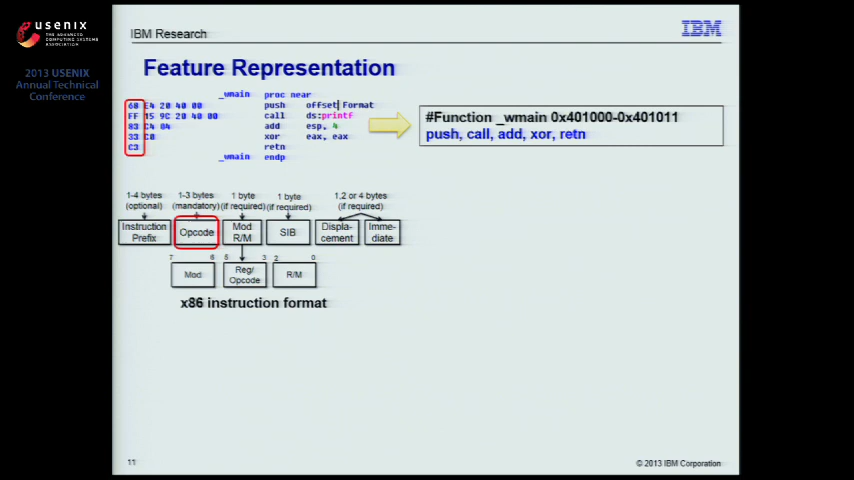 usenix
THE ADVANCED
COMPUTING SYSTEMS
ASSOCIATION
2013 USENIX
Annual Technical
Conference
IBM Research
IBM
Feature Representation
_wmain proc near
68 E4 20 40 00 push offset Format
FF 15 9C 20 40 00 call ds:printf
83 C4 04 add esp, 4
33 C0 xor eax, eax
C3 retn
_wmain endp
#Function _wmain 0x401000-0x401011
push, call, add, xor, retn
1-4 bytes 1-3 bytes 1 byte 1 byte 1,2 or 4 bytes
(optional) (mandatory) (if required) (if required) (if required)
Instruction Prefix Opcode Mod R/M SIB Displa-cement Imme-diate
7 6 5 3 2 0
Mod Reg/Opcode R/M
x86 instruction format
11
© 2013 IBM Corporation